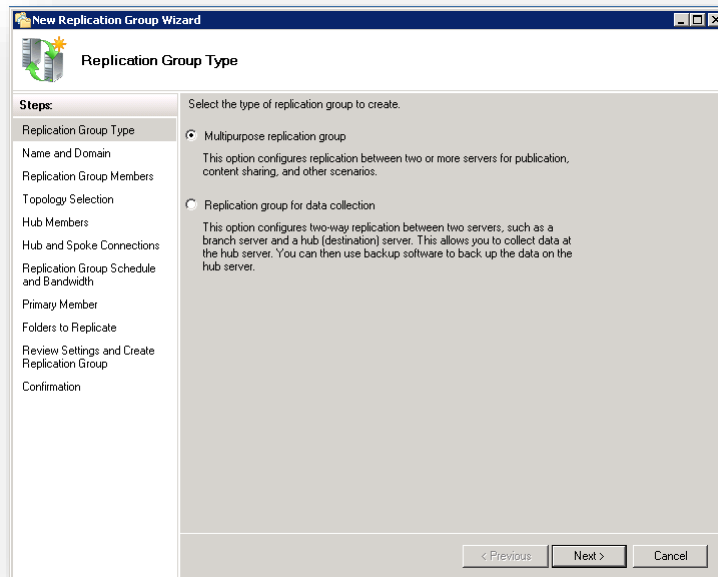 New Replication Group Wizard
Replication Group Type
Steps:
Replication Group Type
Name and Domain
Replication Group Members
Topology Selection
Hub Members
Hub and Spoke Connections
Replication Group Schedule
and Bandwidth
Primary Member
Folders to Replicate
Review Settings and Create
Replication Group
Confirmation
Select the type of replication group to create.
Multipurpose replication group
This option configures replication between two or more servers for publication,
content sharing, and other scenarios.
Replication group for data collection
This option configures two-way replication between two servers, such as a
branch server and a hub (destination) server. This allows you to collect data at
the hub server. You can then use backup software to back up the data on the
hub server.
< Previous
Next >
Cancel